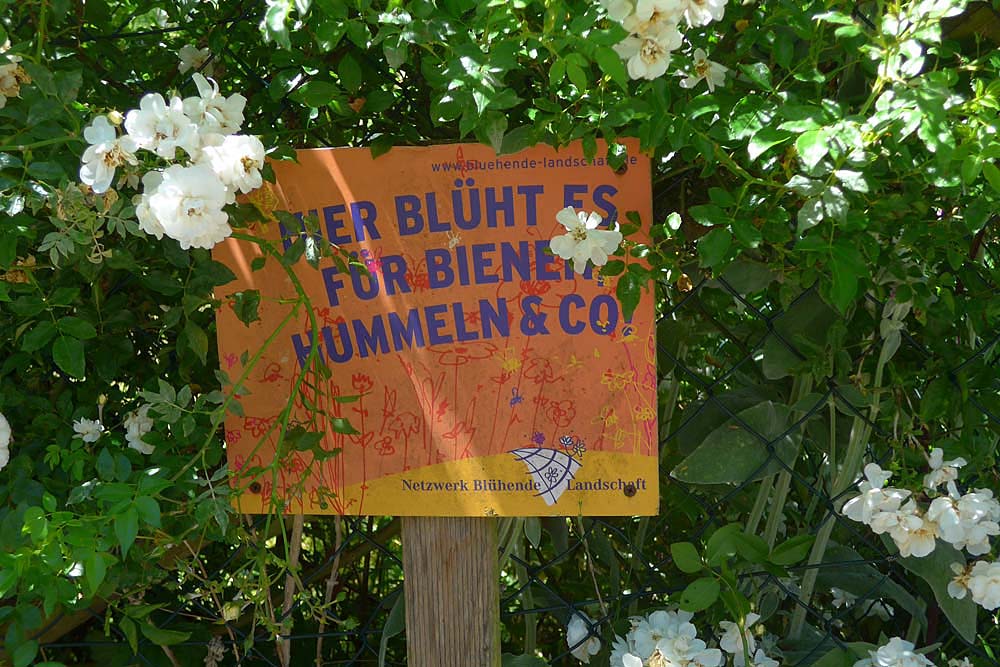 www.bluehende-landschaft.de
HIER BLÜHT ES
FÜR BIENEN,
HUMMELN & CO!
Netzwerk Blühende Landschaft